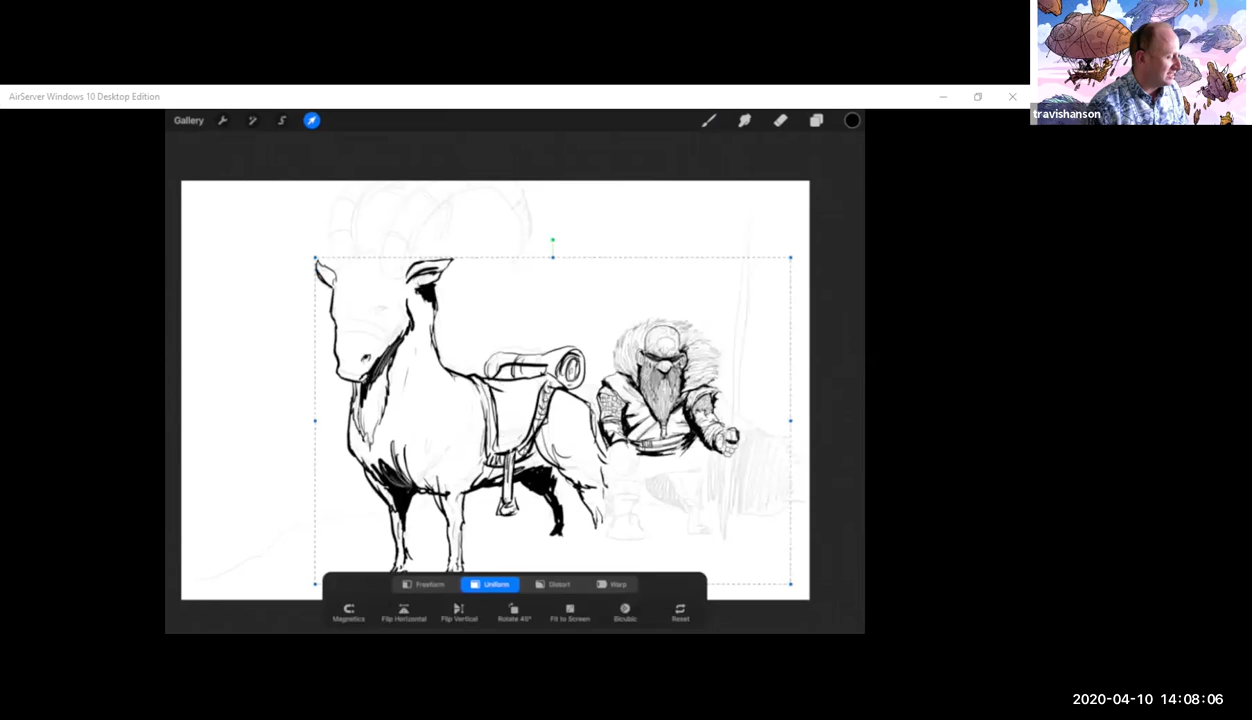 AirServer Windows 10 Desktop Edition
travishanson
Gallery
Freeform
Uniform
Distort
Warp
Magnetics
Flip Horizontal
Flip Vertical
Rotate 45°
Fit to Screen
Bicubic
Reset
2020-04-10 14:08:06